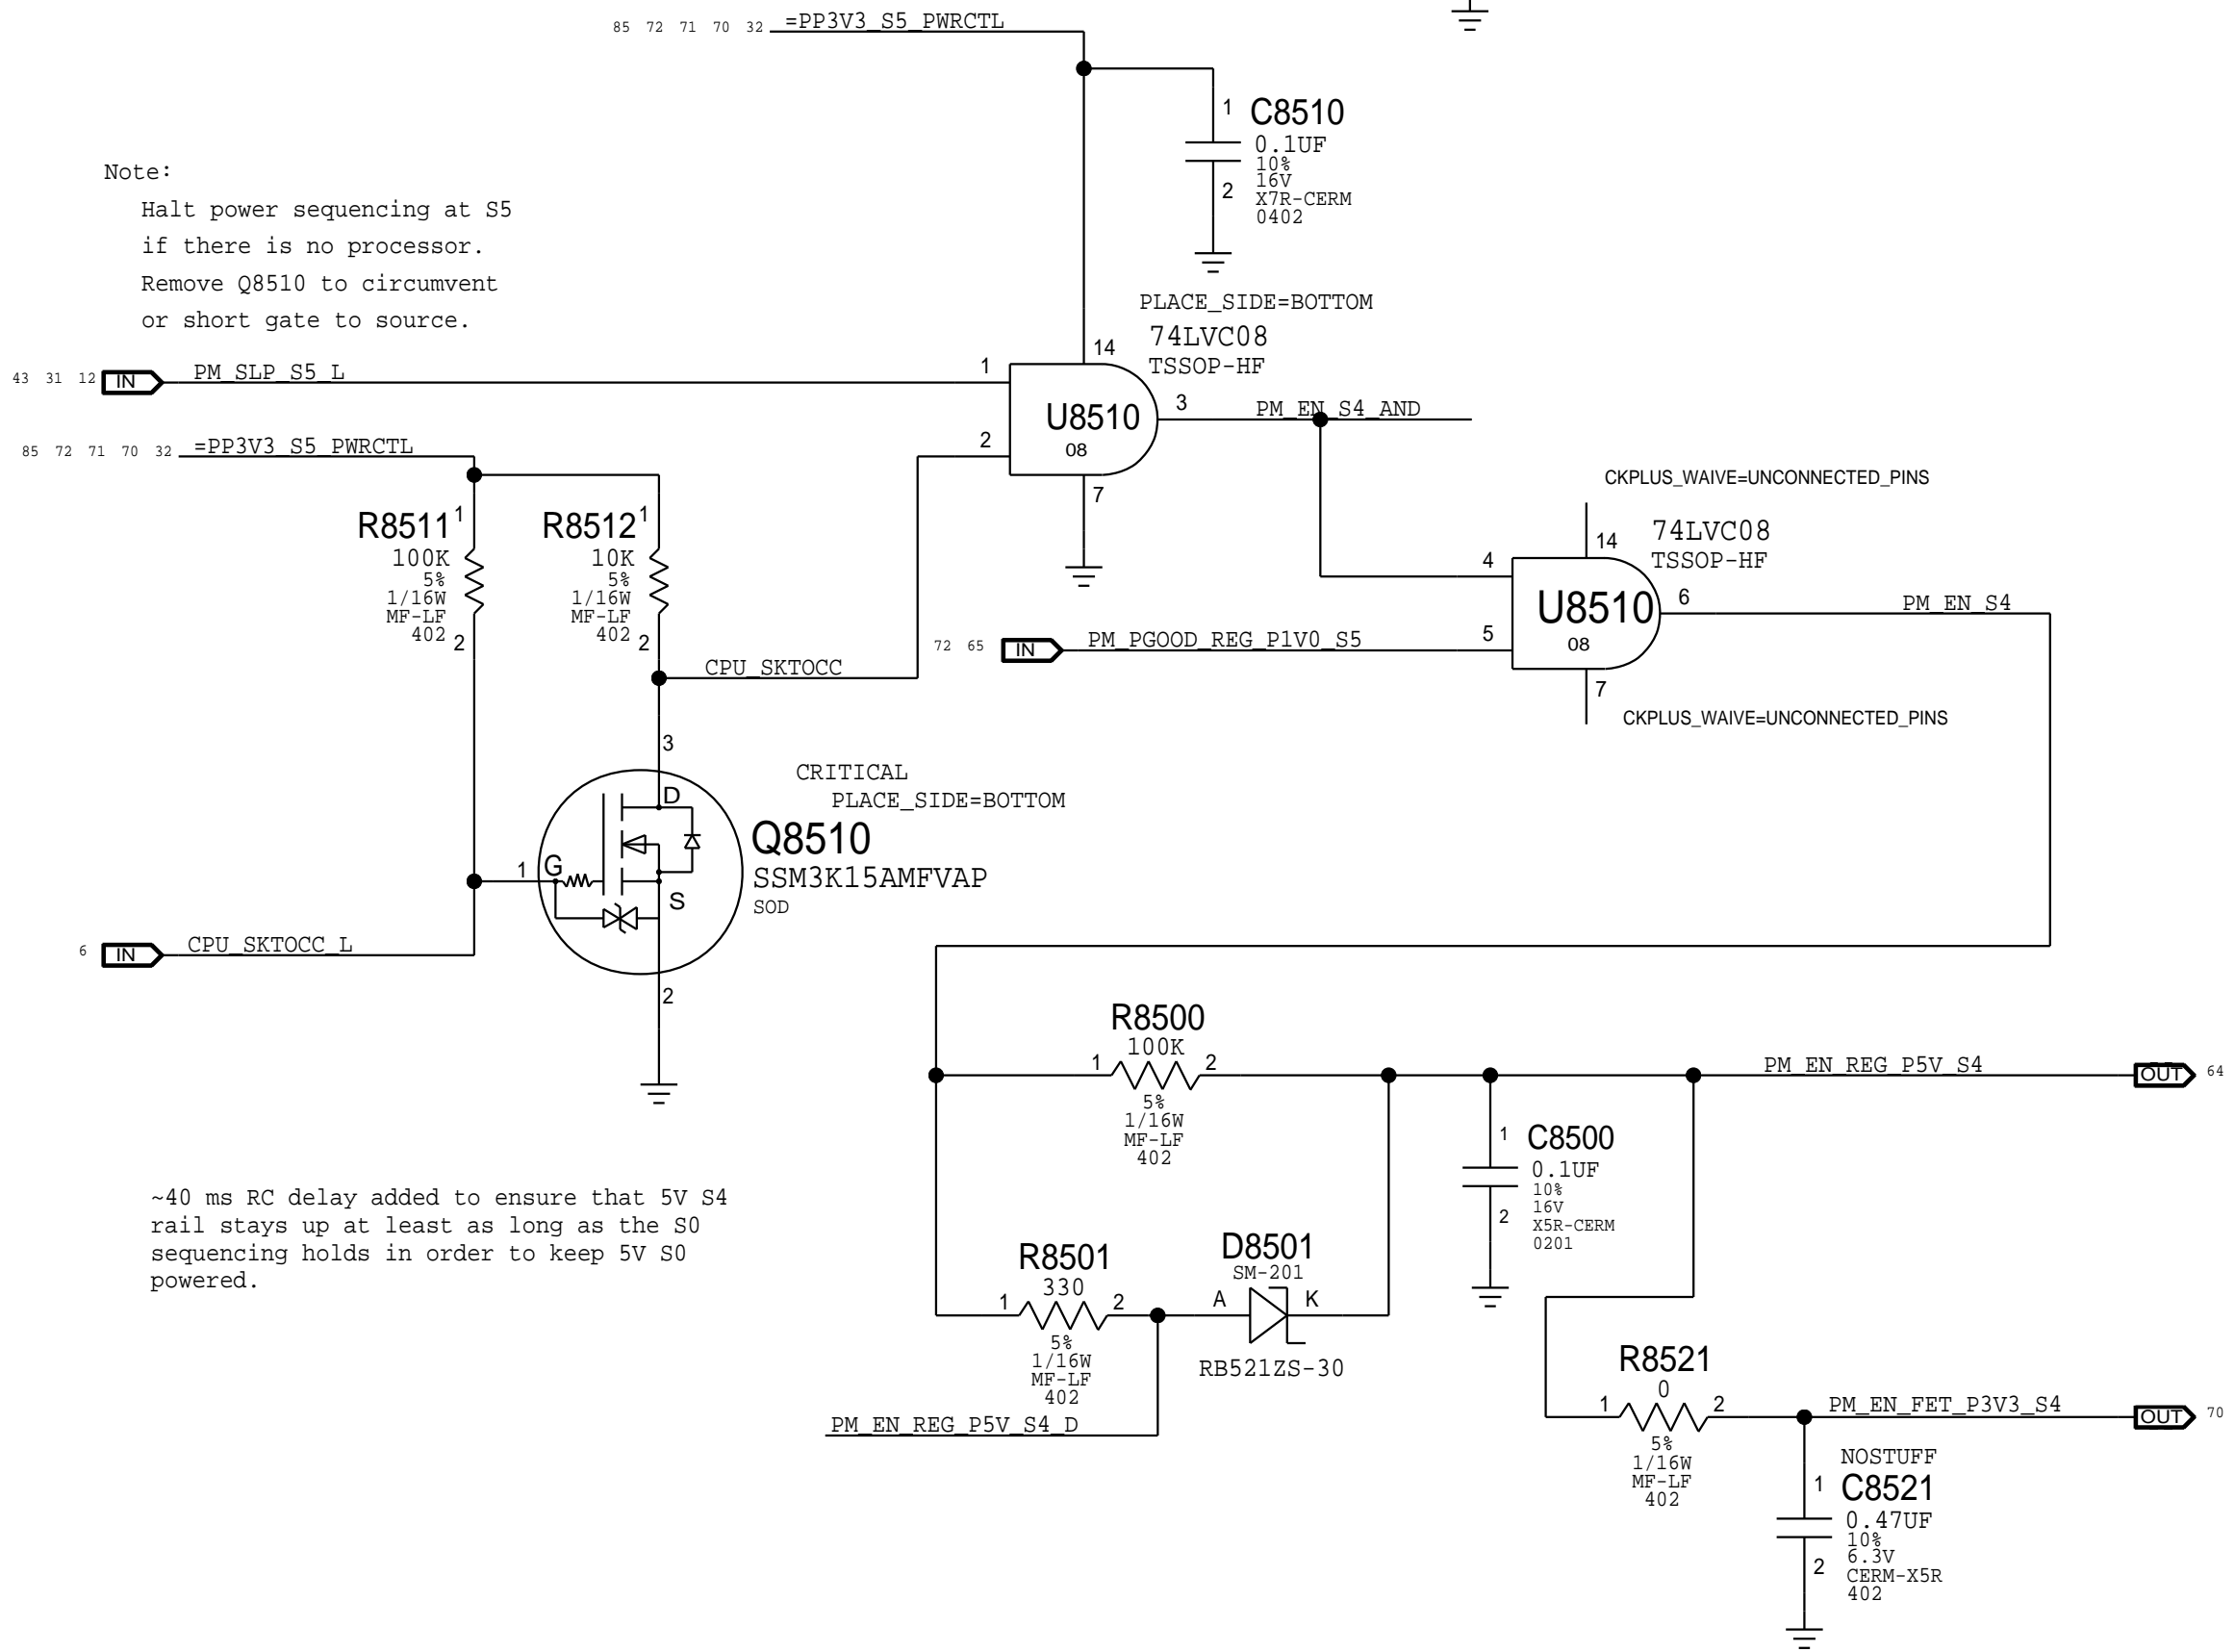 85 72 71 70 32 =PP3V3_S5_PWRCTL
1 C8510
0.1UF
10%
16V
2 X7R-CERM
0402
Note:
Halt power sequencing at S5
if there is no processor.
Remove Q8510 to circumvent
or short gate to source.
PLACE_SIDE=BOTTOM
74LVC08
TSSOP-HF
14
43 31 12 IN PM_SLP_S5_L
1
2
U8510
08
3
7
PM_EN_S4_AND
85 72 71 70 32 =PP3V3_S5_PWRCTL
R8511 1
100K
5%
1/16W
MF-LF
402 2
R8512 1
10K
5%
1/16W
MF-LF
402 2
CPU_SKTOCC
CKPLUS_WAIVE=UNCONNECTED_PINS
14
74LVC08
TSSOP-HF
4
5
U8510
08
6
7
PM_EN_S4
72 65 IN PM_PGOOD_REG_P1V0_S5
CKPLUS_WAIVE=UNCONNECTED_PINS
3
CRITICAL
PLACE_SIDE=BOTTOM
Q8510
SSM3K15AMFVAP
SOD
D
1 G
S
2
6 IN CPU_SKTOCC_L
R8500
1 100K 2
5%
1/16W
MF-LF
402
PM_EN_REG_P5V_S4 OUT 64
1 C8500
0.1UF
10%
16V
2 X5R-CERM
0201
~40 ms RC delay added to ensure that 5V S4
rail stays up at least as long as the S0
sequencing holds in order to keep 5V S0
powered.
R8501
1 330 2
5%
1/16W
MF-LF
402
D8501
SM-201
A K
RB521ZS-30
PM_EN_REG_P5V_S4_D
R8521
1 0 2
5%
1/16W
MF-LF
402
PM_EN_FET_P3V3_S4 OUT 70
NOSTUFF
1 C8521
0.47UF
10%
6.3V
2 CERM-X5R
402